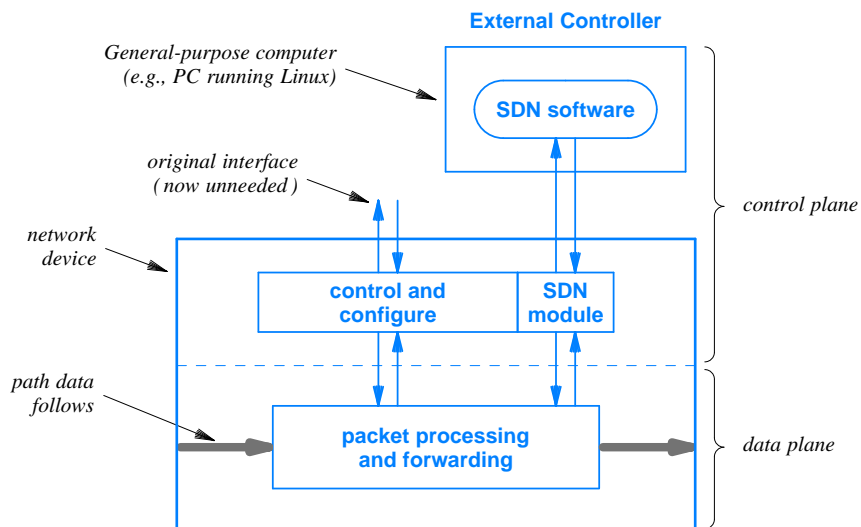 External Controller
General-purpose computer
(e.g., PC running Linux)
SDN software
original interface
( now unneeded )
control plane
network
device
control and
configure
SDN
module
path data
follows
packet processing
and forwarding
data plane